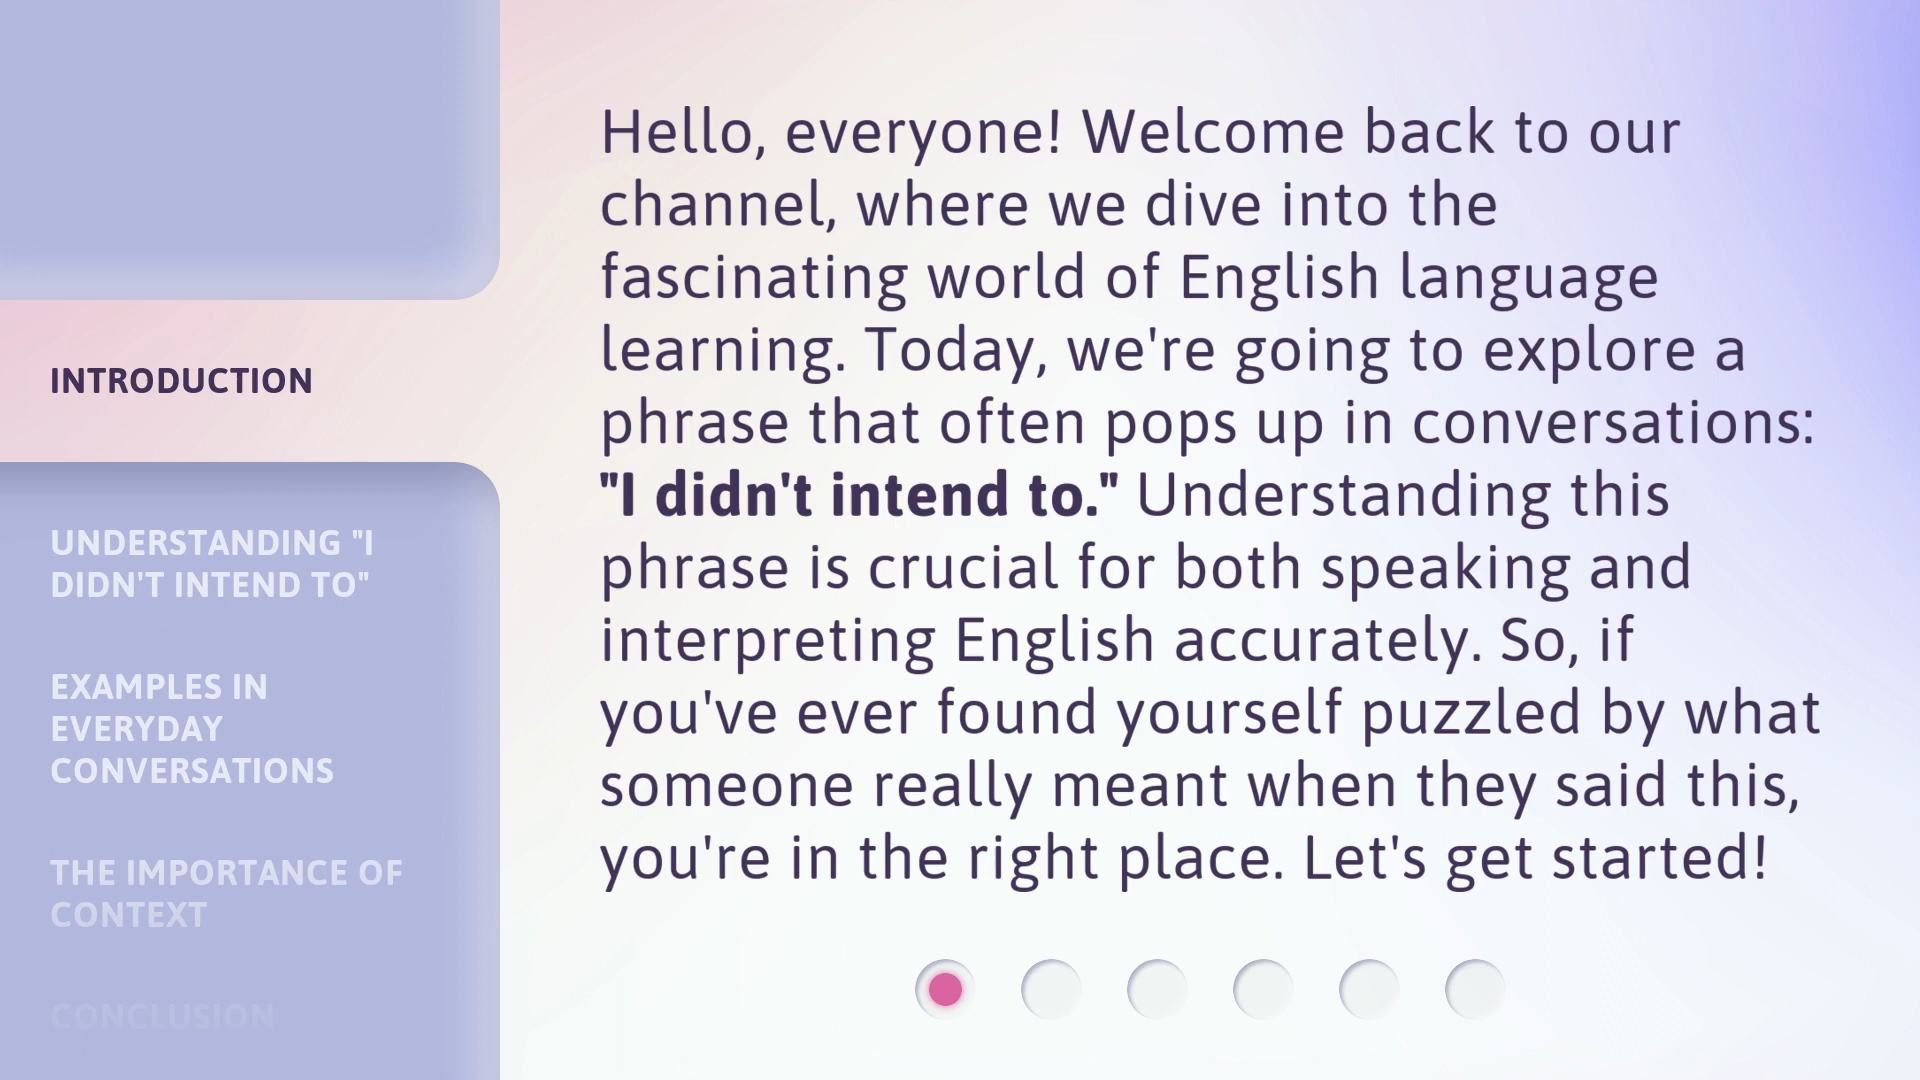 INTRODUCTION
UNDERSTANDING "I
DIDN'T INTEND TO"
EXAMPLES IN
EVERYDAY
CONVERSATIONS
THE IMPORTANCE OF
CONTEXT
CONCLUSION
Hello, everyone! Welcome back to our
channel, where we dive into the
fascinating world of English language
learning. Today, we're going to explore a
phrase that often pops up in conversations:
"I didn't intend to." Understanding this
phrase is crucial for both speaking and
interpreting English accurately. So, if
you've ever found yourself puzzled by what
someone really meant when they said this,
you're in the right place. Let's get started!